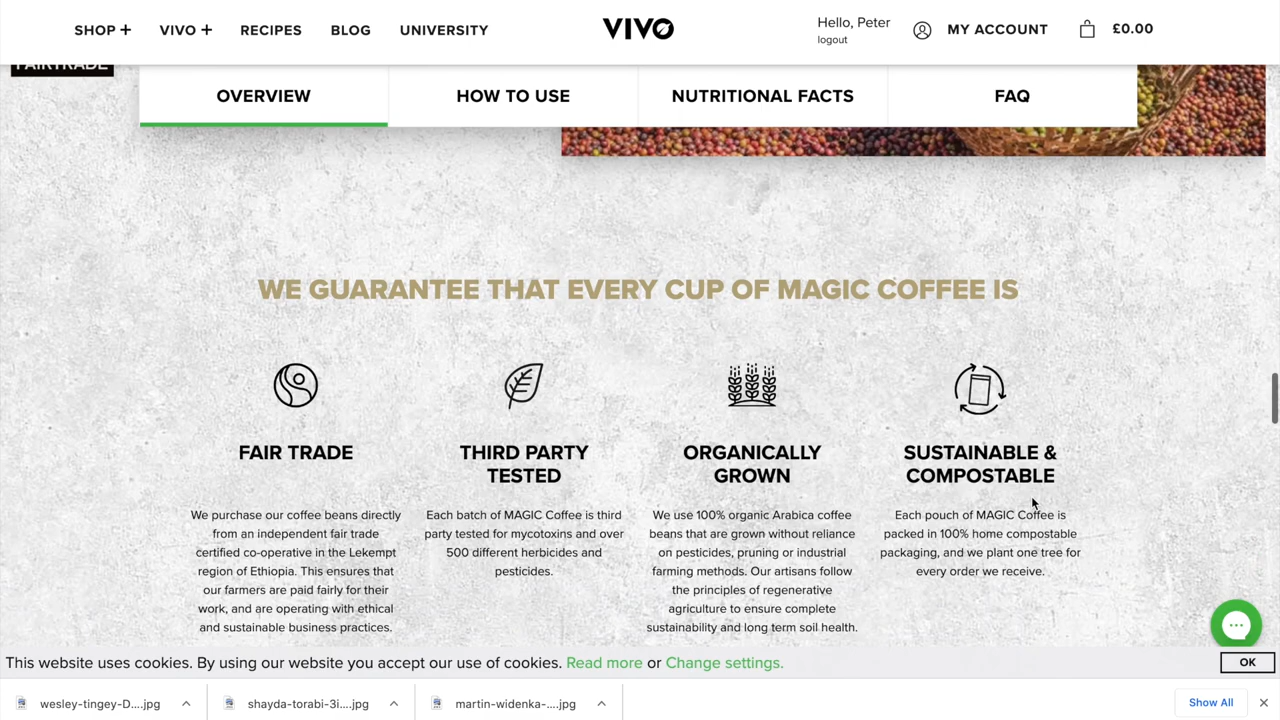 SHOP +
VIVO +
RECIPES
BLOG
UNIVERSITY
VIVO
Hello, Peter
logout
MY ACCOUNT
£0.00
FAIRTRADE
OVERVIEW
HOW TO USE
NUTRITIONAL FACTS
FAQ
WE GUARANTEE THAT EVERY CUP OF MAGIC COFFEE IS
FAIR TRADE
We purchase our coffee beans directly
from an independent fair trade
certified co-operative in the Lekempt
region of Ethiopia. This ensures that
our farmers are paid fairly for their
work, and are operating with ethical
and sustainable business practices.
THIRD PARTY
TESTED
Each batch of MAGIC Coffee is third
party tested for mycotoxins and over
500 different herbicides and
pesticides.
ORGANICALLY
GROWN
We use 100% organic Arabica coffee
beans that are grown without reliance
on pesticides, pruning or industrial
farming methods. Our artisans follow
the principles of regenerative
agriculture to ensure complete
sustainability and long term soil health.
SUSTAINABLE &
COMPOSTABLE
Each pouch of MAGIC Coffee is
packed in 100% home compostable
packaging, and we plant one tree for
every order we receive.
This website uses cookies. By using our website you accept our use of cookies. Read more or Change settings.
OK
wesley-tingey-D....jpg
shayda-torabi-3i....jpg
martin-widenka-....jpg
Show All